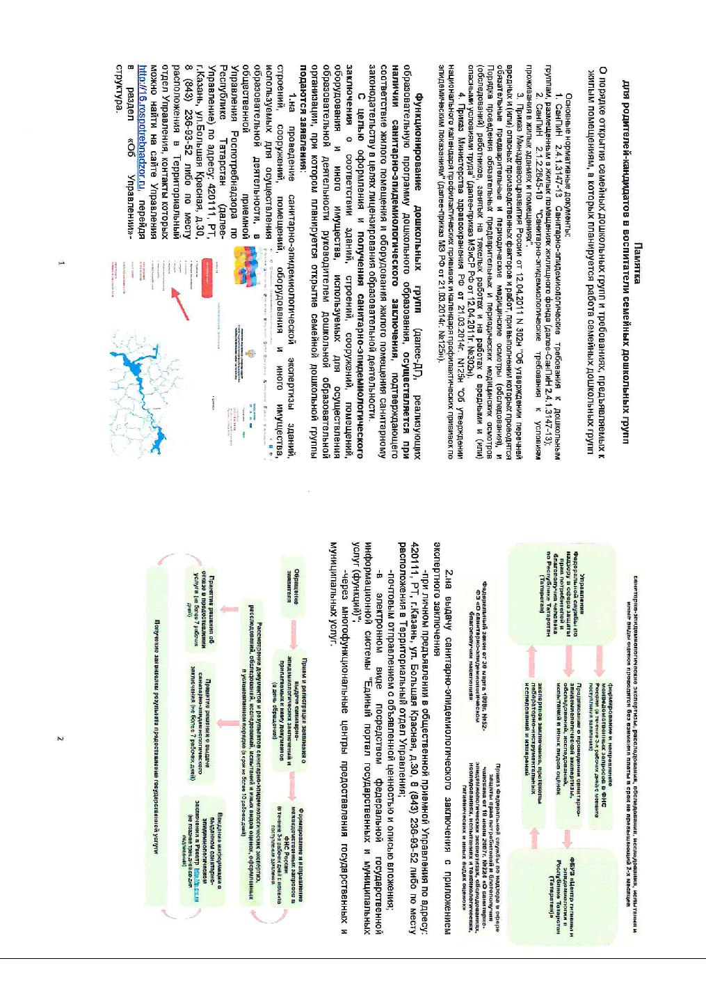 Памятка
для родителей-кандидатов в воспитатели семейных дошкольных групп
О порядке открытия семейных дошкольных групп и требованиях, предъявляемых к
жилым помещениям, в которых планируется работа семейных дошкольных групп
Основные нормативные документы:
1. СанПиН 2.4.1.3147-13 Санитарно-эпидемиологические требования к дошкольным
группам, размещенным в жилых помещениях жилищного фонда (далее-СанПиН 2.4.1.3147-13);
2. СанПиН 2.1.2.2645-10 "Санитарно-эпидемиологические требования к условиям
проживания в жилых зданиях и помещениях".
3. Приказ Минздравсоцразвития России от 12.04.2011 N 302н "Об утверждении перечней
вредных и (или) опасных производственных факторов и работ, при выполнении которых проводятся
обязательные предварительные и периодические медицинские осмотры (обследования), и
Порядка проведения обязательных предварительных и периодических медицинских осмотров
(обследований) работников, занятых на тяжелых работах и на работах с вредными и (или)
опасными условиями труда" (далее-приказ МЗиСР РФ от 12.04.2011г. №302н).
4. Приказ Министерства здравоохранения РФ от 21.03.2014г. N125н "Об утверждении
национального календаря профилактических прививок и календаря профилактических прививок по
эпидемическим показаниям" (далее-приказ МЗ РФ от 21.03.2014г. №125н).
Функционирование дошкольных групп (далее-ДГ), реализующих
образовательную программу дошкольного образования, осуществляется при
наличии санитарно-эпидемиологического заключения, подтверждающего
соответствие жилого помещения и оборудования жилого помещения санитарному
законодательству в целях лицензирования образовательной деятельности.
С целью оформления и получения санитарно-эпидемиологического
заключения о соответствии зданий, строений, сооружений, помещений,
оборудования и иного имущества, используемых для осуществления
образовательной деятельности руководителем дошкольной образовательной
организации, при котором планируется открытие семейной дошкольной группы
подаются заявления:
1.на проведение санитарно-эпидемиологической экспертизы зданий,
строений, сооружений, помещений, оборудования и иного имущества,
используемых для осуществления
образовательной деятельности, в
общественной приемной
Управления Роспотребнадзора по
Республике Татарстан (далее-
Управление) по адресу: 420111, РТ,
г.Казань, ул.Большая Красная, д.30,
8 (843) 236-93-52 либо по месту
расположения в Территориальный
отдел Управления, контакты которых
можно найти на сайте Управления
http://16.rospotrebnadzor.ru, перейдя
в раздел «Об Управлении»-
структура.
1
санитарно-эпидемиологические экспертизы, расследования, обследования, исследования, испытания и
иные виды оценок проводятся без взимания платы в срок не превышающий 2-х месяцев
Управление
Федеральной службы по
надзору в сфере защиты
прав потребителей и
благополучия человека
по Республике Татарстан
(Татарстан)
формирование и направление
межведомственных запросов в ФНС
России (в течение 3-х рабочих дней с момента
поступления заявления)
Предписание о проведении санитарно-
эпидемиологической экспертизы,
обследований, исследований,
испытаний и иных видов оценок
экспертное заключение, протоколы
лабораторно-инструментальных
исследований и измерений
ФБУЗ «Центр гигиены и
эпидемиологии в
Республике Татарстан
(Татарстан)»
Федеральный закон от 30 марта 1999г. №52-
ФЗ «О санитарно-эпидемиологическом
благополучии населения»
Приказ Федеральной службы по надзору в сфере
защиты прав потребителей и благополучия
человека от 19 июля 2007г. №224 «О санитарно-
эпидемиологических экспертизах, обследованиях,
исследованиях, испытаниях и токсикологических,
гигиенических и иных видах оценок»
2.на выдачу санитарно-эпидемиологического заключения с приложением
экспертного заключения
-при личном предъявлении в общественной приемной Управления по адресу:
420111, РТ, г.Казань, ул. Большая Красная, д.30, 8 (843) 236-93-52 либо по месту
расположения в Территориальный отдел Управления;
-почтовым отправлением с объявленной ценностью и описью вложения;
-в электронном виде посредством федеральной государственной
информационной системы "Единый портал государственных и муниципальных
услуг (функций)";
-через многофункциональные центры предоставления государственных и
муниципальных услуг.
Обращение
заявителя
Прием и регистрация заявления о
выдаче санитарно-
эпидемиологических заключений и
прилагаемых к нему документов
(в день обращения)
Формирование и направление
межведомственных запросов в
ФНС России
(в течение 3-х рабочих дней с момента
поступления заявления)
Рассмотрение документов и результатов санитарно-эпидемиологических экспертиз,
расследований, обследований, исследований, испытаний и иных видов оценок, оформленных
в установленном порядке (в срок не более 10 рабочих дней)
Принятие решения об
отказе в предоставлении
услуги (не более 7 рабочих
дней)
Принятие решения о выдаче
санитарно-эпидемиологического
заключения (не более 7 рабочих дней)
Введение информации о
выданном санитарно-
эпидемиологическом
заключении в Реестр http://fp.crc.ru
(не позднее трех дней со дня
подписания)
Получение заявителем результата предоставления государственной услуги
2